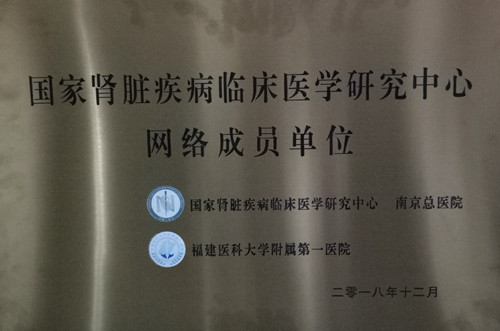 国家肾脏疾病临床医学研究中心
网络成员单位
国家肾脏疾病临床医学研究中心 南京总医院
福建医科大学附属第一医院
二零一八年十二月